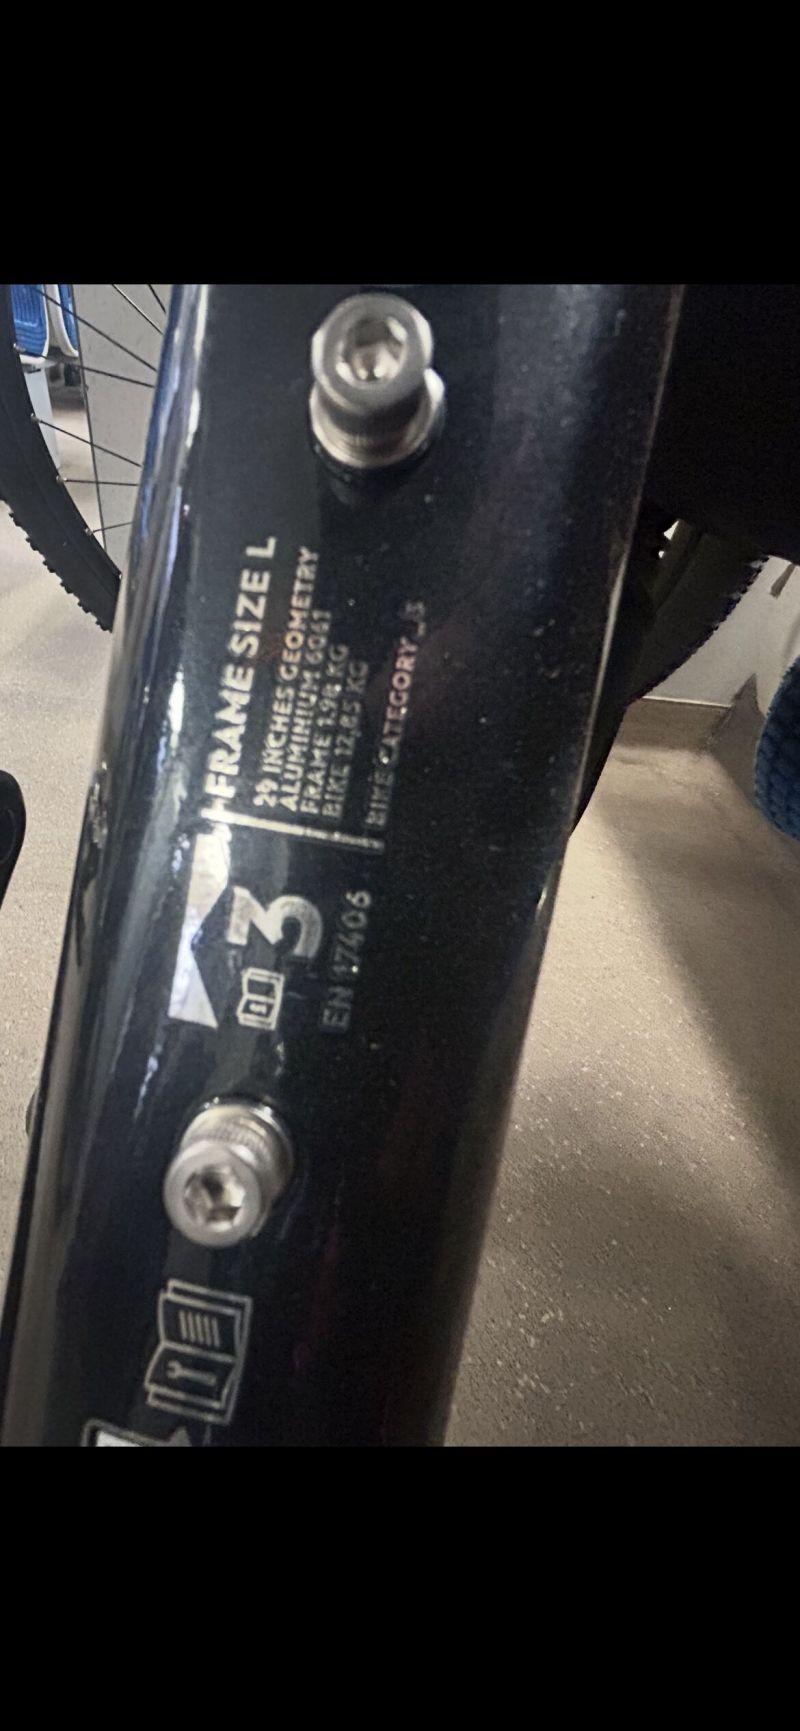 FRAME SIZE L
29 INCHES GEOMETRY
ALUMINIUM 6061
FRAME 1.98 KG
BIKE 12.85 KG
BIKE CATEGORY
3
EN 17406